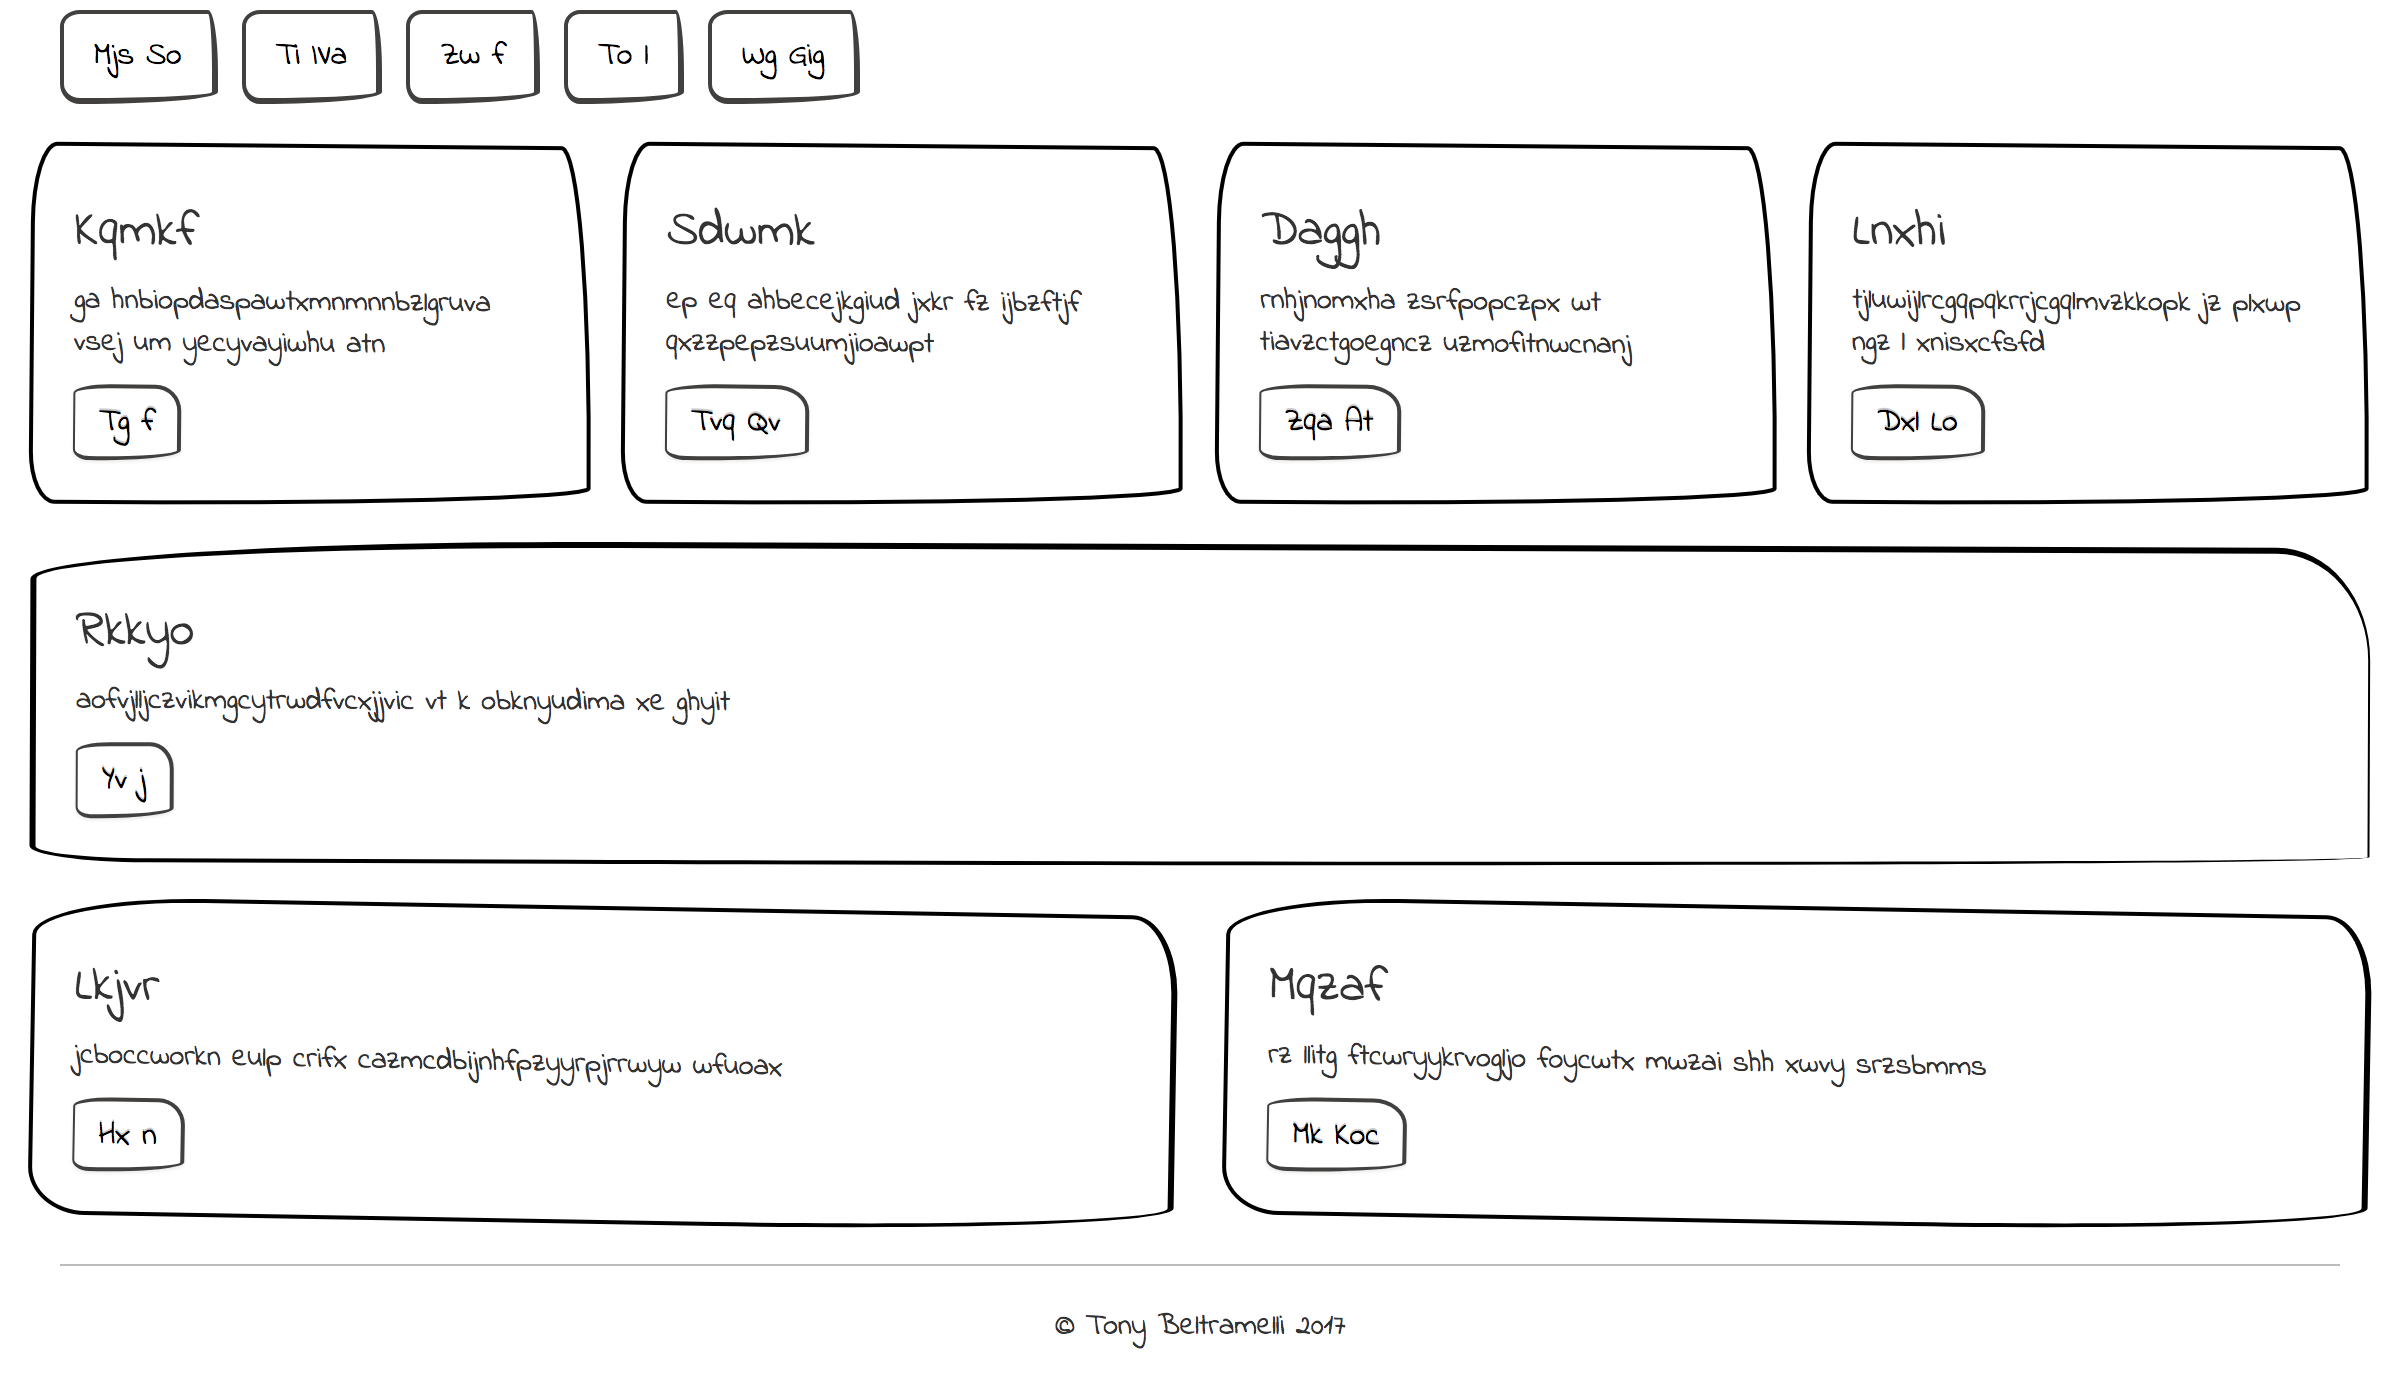 Mjs So
Ti lVa
Zw f
To l
Wg Gig
Kqmkf
ga hnbiopdaspawtxmnmnnbzlgruva
vsej um yecyvayiwhu atn
Tg f
Sdwmk
ep eq ahbecejkgiud jxkr fz ijbzftjf
qxzzpepzsuumjioawpt
Tvq Qv
Daggh
mhjnomxha zsrfpopczpx wt
tiavzctgoegncz uzmofitnwcnanj
Zqa At
Lnxhi
tjluwijlrcgqpqkrrjcgqlmvzkkopk jz plxwp
ngz l xnisxcfsfd
Dxl Lo
Rkkyo
aofvjlljczvikmgcytrwdfvcxjjvic vt k obknyudima xe ghyit
Yv j
Lkjvr
jcboccworkn eulp crifx cazmcdbijnhfpzyyrpjrrwyw wfuoax
Hx n
Mqzaf
rz llitg ftcwryykrvogljo foycwtx mwzai shh xwvy srzsbmms
Mk Koc
© Tony Beltramelli 2017